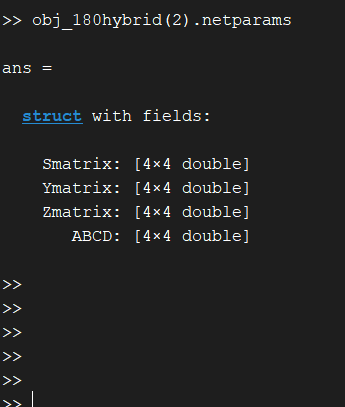 >> obj_180hybrid(2).netparams
ans =
struct with fields:
Smatrix: [4×4 double]
Ymatrix: [4×4 double]
Zmatrix: [4×4 double]
ABCD: [4×4 double]
>>
>>
>>
>>
>>
>>